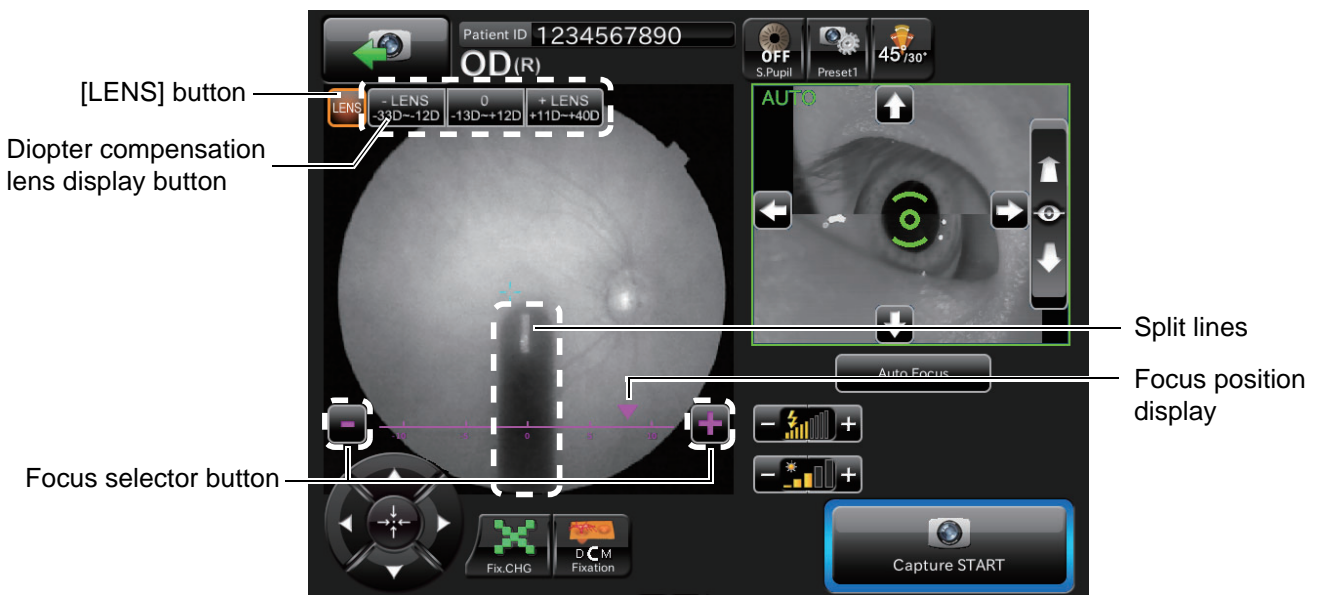 Patient ID 1234567890
OD(R)
OFF
S.Pupil
Preset1
45°/30°
[LENS] button
LENS
- LENS
-33D~-12D
0
-13D~+12D
+ LENS
+11D~+40D
AUTO
Diopter compensation
lens display button
Split lines
Auto Focus
Focus position
display
-
0
+
- +
- +
Focus selector button
Fix.CHG
D C M
Fixation
Capture START